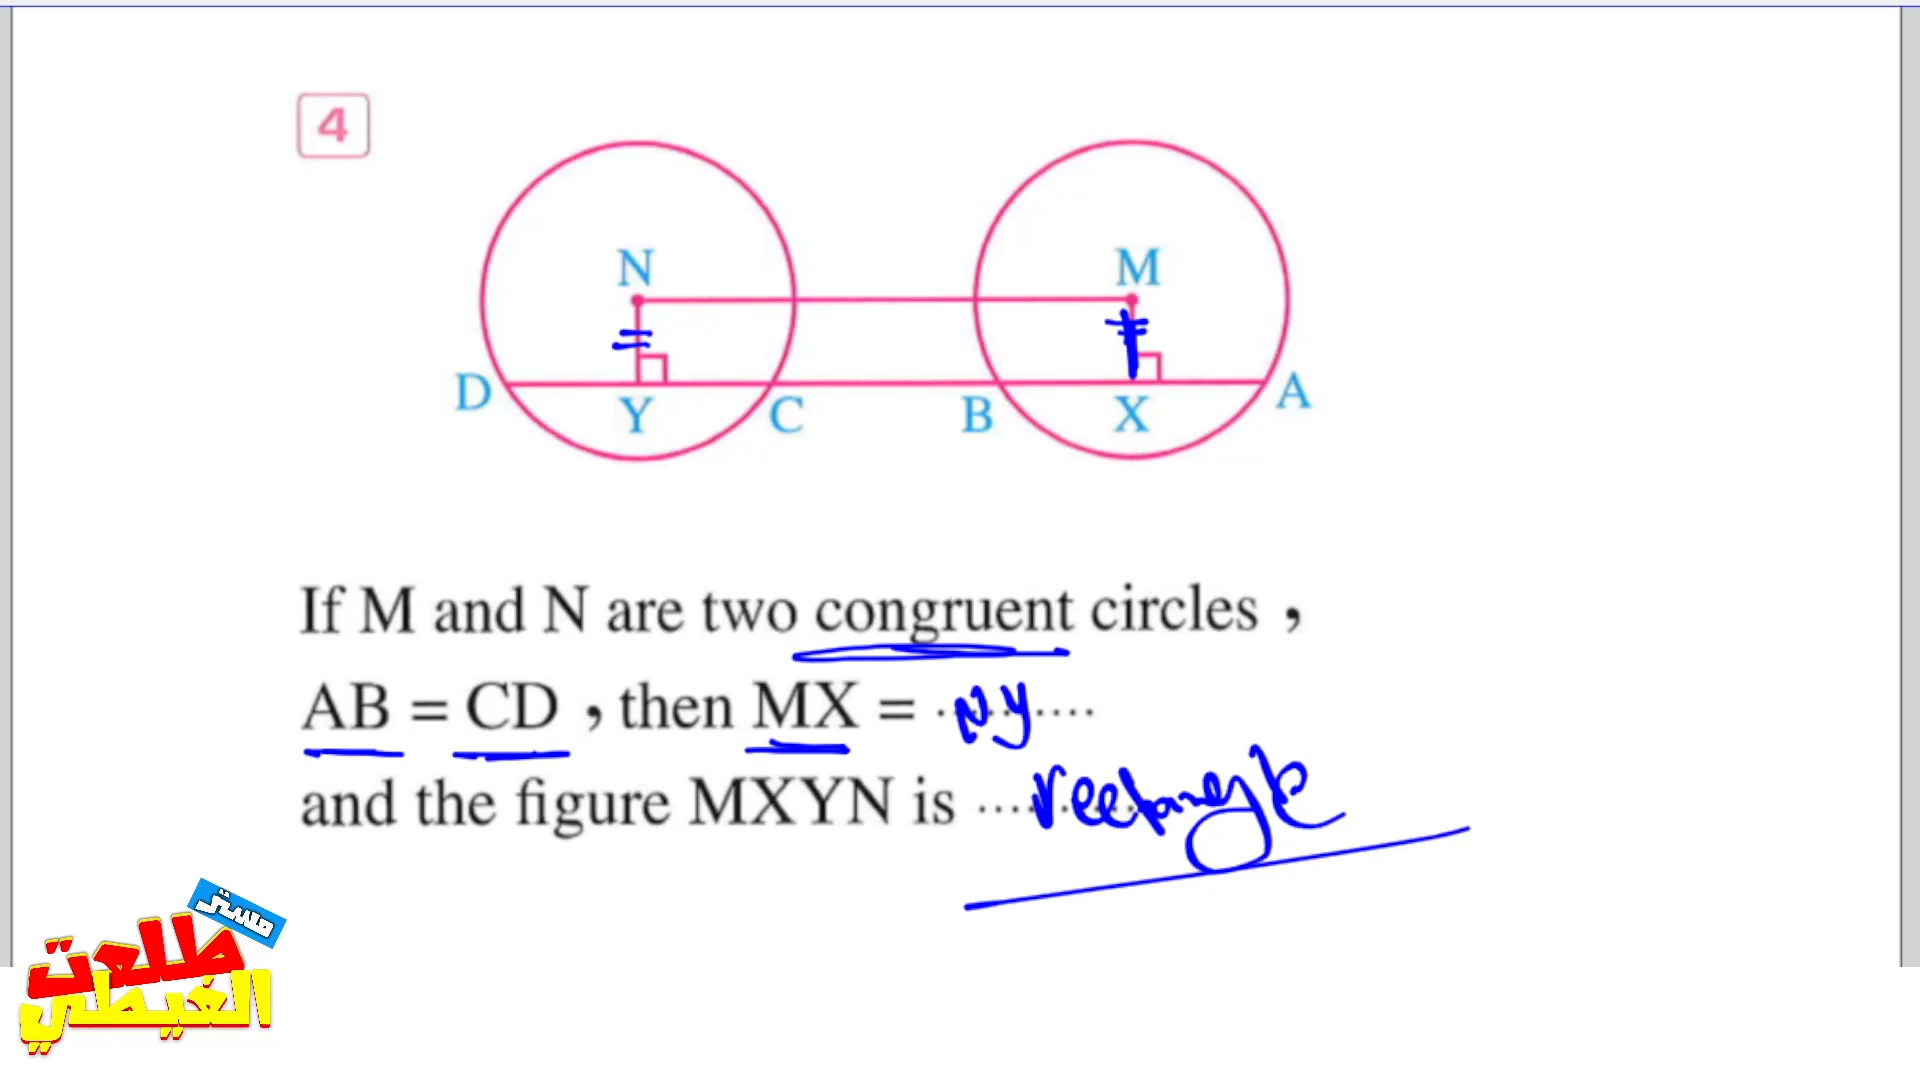 4
N M
D Y C B X A
If M and N are two congruent circles ,
AB = CD , then MX = ........ Ny
and the figure MXYN is ........ rectangle
مستر
طلعت
الغيطي